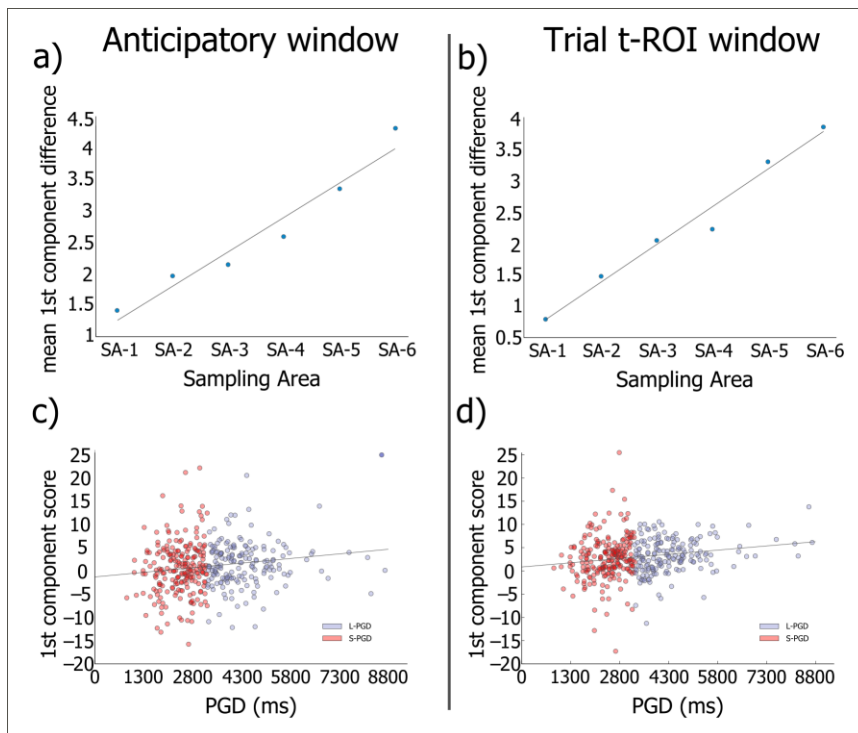 Anticipatory window
Trial t-ROI window
a)
mean 1st component difference
4.5
4
3.5
3
2.5
2
1.5
1
SA-1 SA-2 SA-3 SA-4 SA-5 SA-6
Sampling Area
b)
mean 1st component difference
4
3.5
3
2.5
2
1.5
1
0.5
SA-1 SA-2 SA-3 SA-4 SA-5 SA-6
Sampling Area
c)
1st component score
25
20
15
10
5
0
−5
−10
−15
−20
L-PGD
S-PGD
0 1300 2800 4300 5800 7300 8800
PGD (ms)
d)
1st component score
25
20
15
10
5
0
−5
−10
−15
−20
L-PGD
S-PGD
0 1300 2800 4300 5800 7300 8800
PGD (ms)